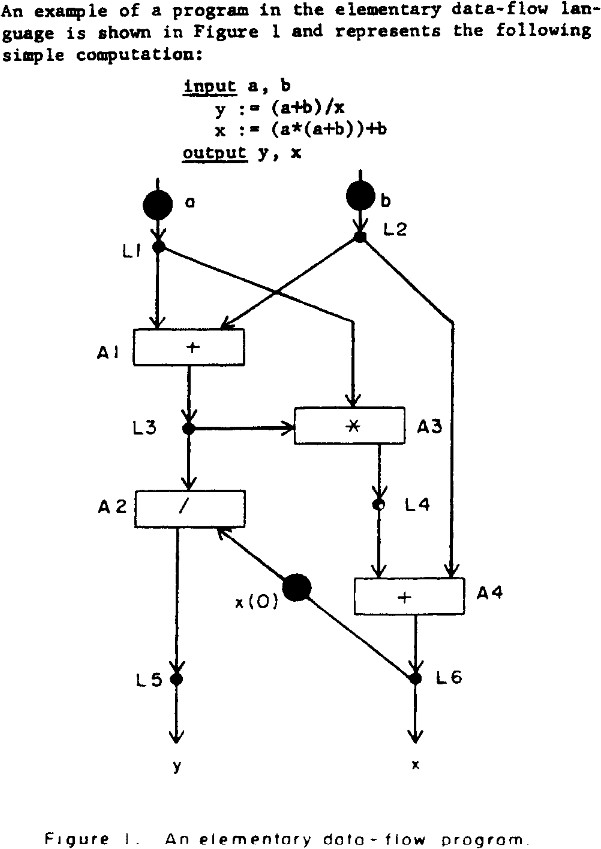 An example of a program in the elementary data-flow lan-
guage is shown in Figure 1 and represents the following
simple computation:
input a, b
y := (a+b)/x
x := (a*(a+b))+b
output y, x
a
b
L1
L2
A1
+
L3
*
A3
A2
/
L4
x(0)
+
A4
L5
L6
y
x
Figure 1. An elementary data-flow program.